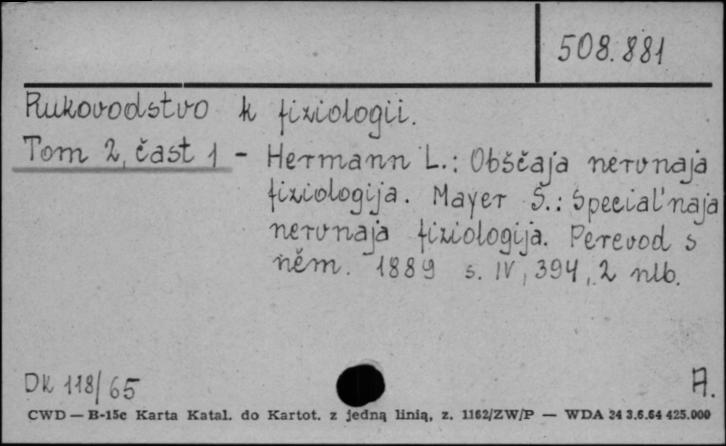 508.881
Rukovodstvo k fiziologii.
Tom 2, čast 1 - Hermann L.: Obščaja nervnaja
fiziologija. Mayer S.: Special'naja
nervnaja fiziologija. Perevod s
něm. 1889 s. IV, 394, 2 nlb.
DK 118/65
A.
CWD — B-15c Karta Katal. do Kartot. z jedną linią, z. 1162/ZW/P — WDA 24 3.6.64 425.000